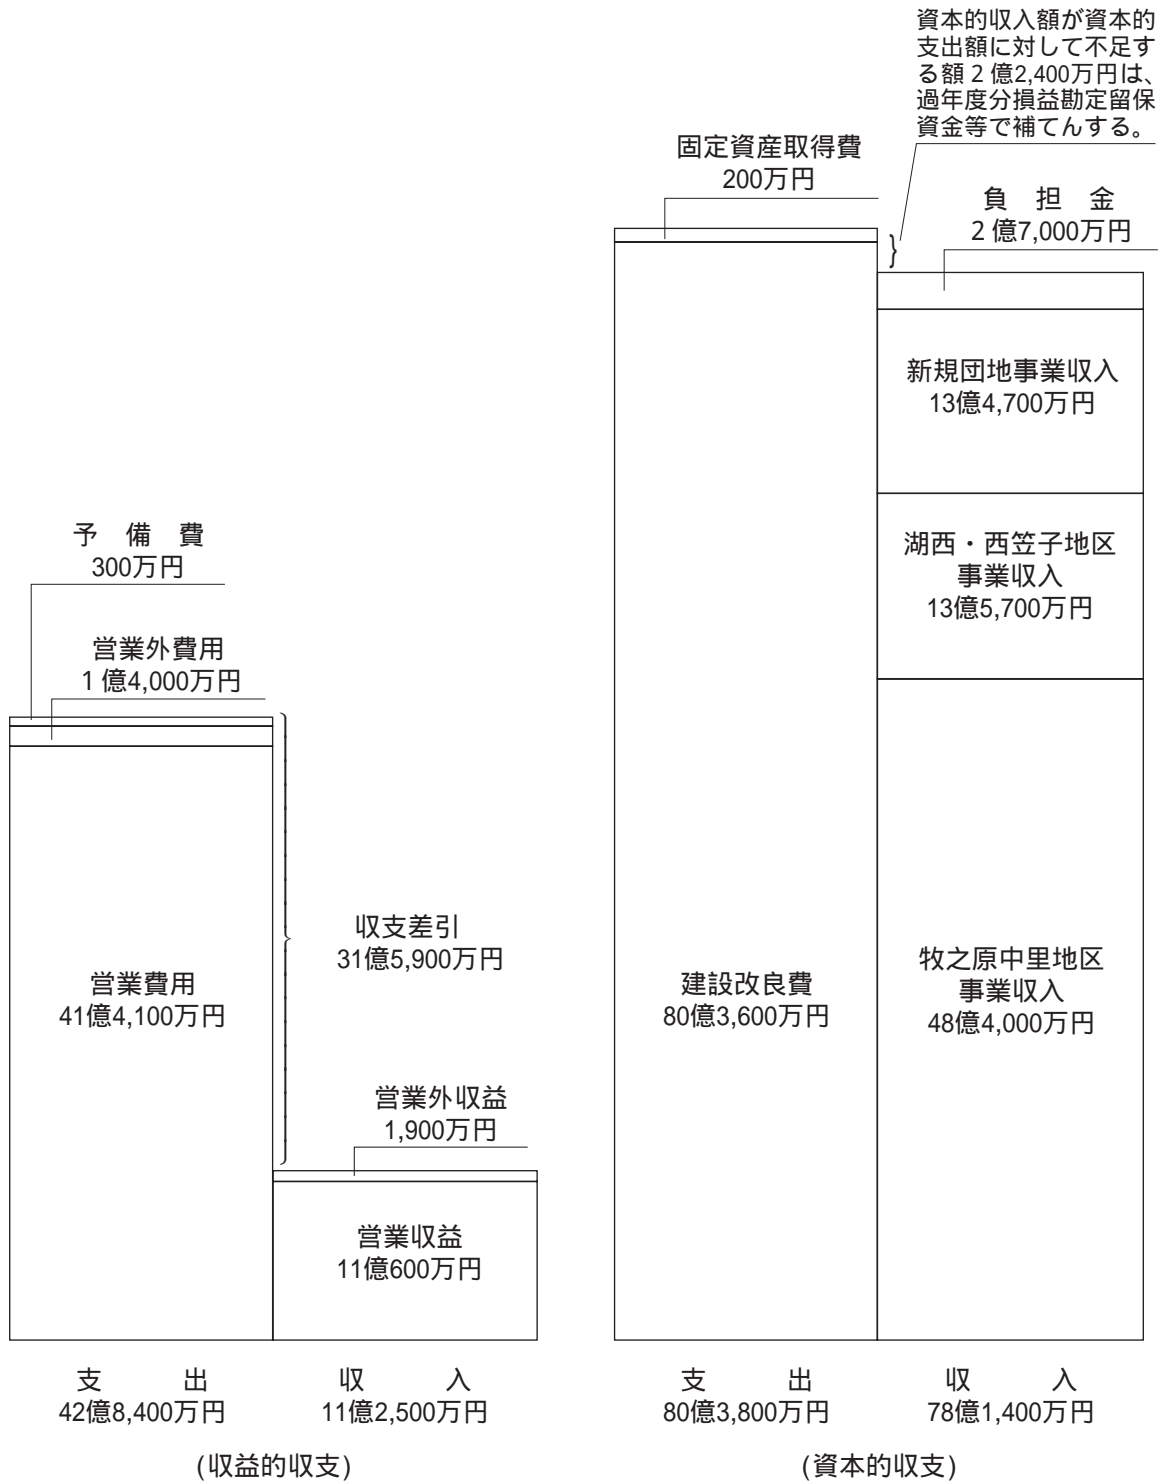 資本的収入額が資本的
支出額に対して不足す
る額2億2,400万円は、
過年度分損益勘定留保
資金等で補てんする。
固定資産取得費
200万円
負担金
2億7,000万円
新規団地事業収入
13億4,700万円
湖西・西笠子地区
事業収入
13億5,700万円
予備費
300万円
営業外費用
1億4,000万円
収支差引
31億5,900万円
営業費用
41億4,100万円
建設改良費
80億3,600万円
牧之原中里地区
事業収入
48億4,000万円
営業外収益
1,900万円
営業収益
11億600万円
支出 収入
42億8,400万円 11億2,500万円
(収益的収支)
支出 収入
80億3,800万円 78億1,400万円
(資本的収支)